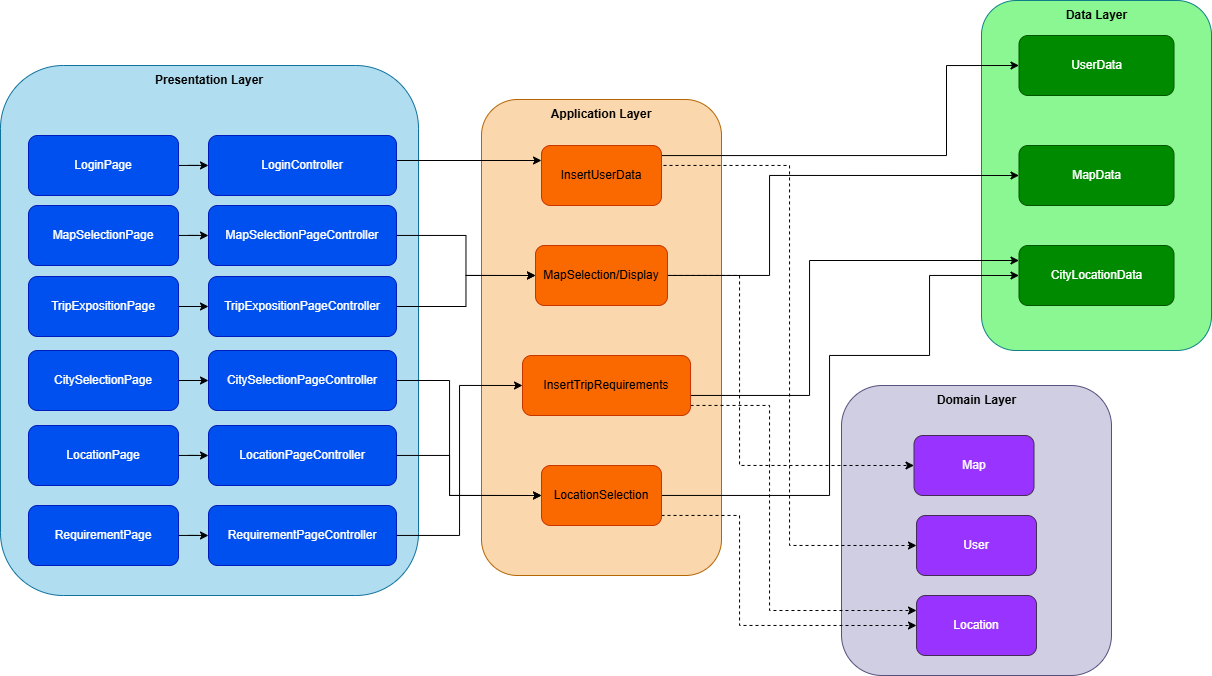 Presentation Layer
LoginPage
LoginController
MapSelectionPage
MapSelectionPageController
TripExpositionPage
TripExpositionPageController
CitySelectionPage
CitySelectionPageController
LocationPage
LocationPageController
RequirementPage
RequirementPageController
Application Layer
InsertUserData
MapSelection/Display
InsertTripRequirements
LocationSelection
Data Layer
UserData
MapData
CityLocationData
Domain Layer
Map
User
Location